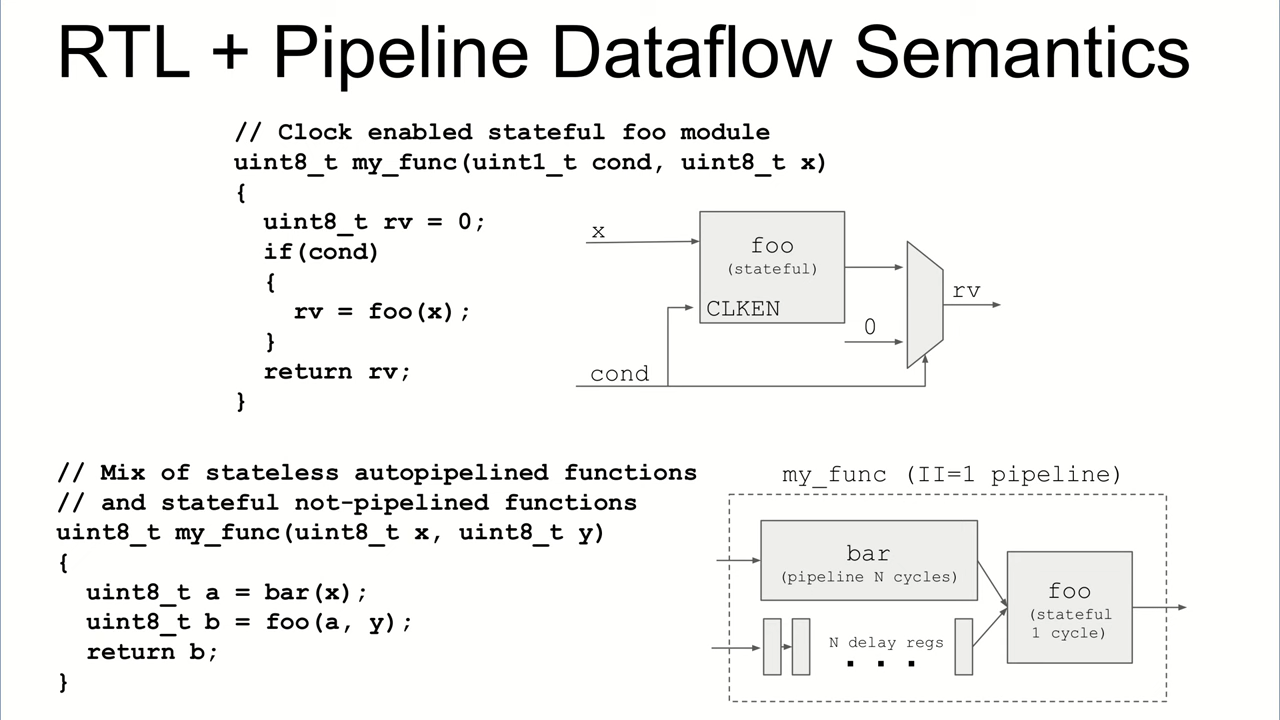 RTL + Pipeline Dataflow Semantics
// Clock enabled stateful foo module
uint8_t my_func(uint1_t cond, uint8_t x)
{
  uint8_t rv = 0;
  if(cond)
  {
    rv = foo(x);
  }
  return rv;
}
x
foo
(stateful)
CLKEN
0
rv
cond
// Mix of stateless autopipelined functions
// and stateful not-pipelined functions
uint8_t my_func(uint8_t x, uint8_t y)
{
  uint8_t a = bar(x);
  uint8_t b = foo(a, y);
  return b;
}
my_func (II=1 pipeline)
bar
(pipeline N cycles)
N delay regs
. . .
foo
(stateful
1 cycle)